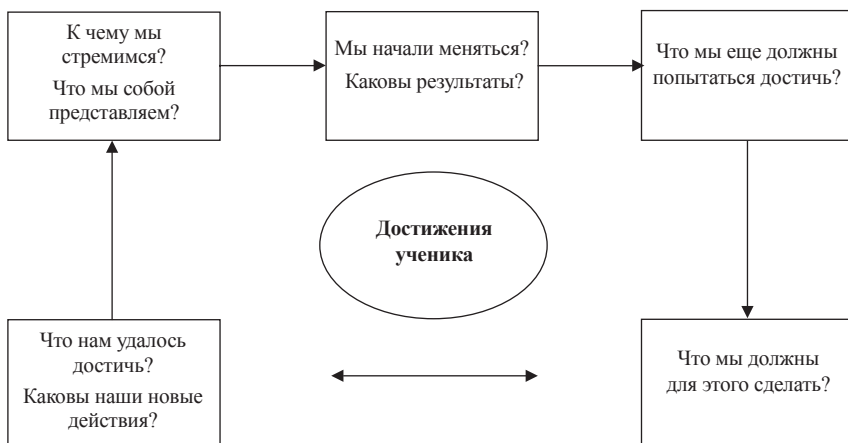 К чему мы
стремимся?
Что мы собой
представляем?
Мы начали меняться?
Каковы результаты?
Что мы еще должны
попытаться достичь?
Достижения
ученика
Что нам удалось
достичь?
Каковы наши новые
действия?
Что мы должны
для этого сделать?